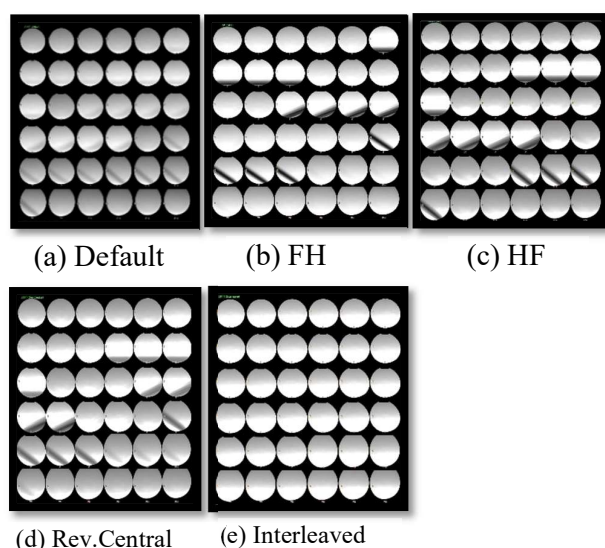 (a) Default
(b) FH
(c) HF
(d) Rev.Central
(e) Interleaved